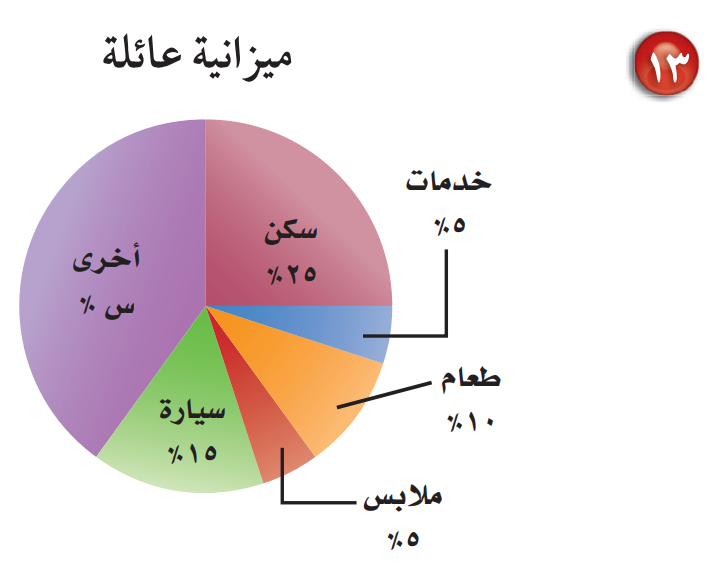 ١٣
ميزانية عائلة
خدمات
٥٪
سكن
٢٥٪
أخرى
س ٪
طعام
١٠٪
سيارة
١٥٪
ملابس
٥٪